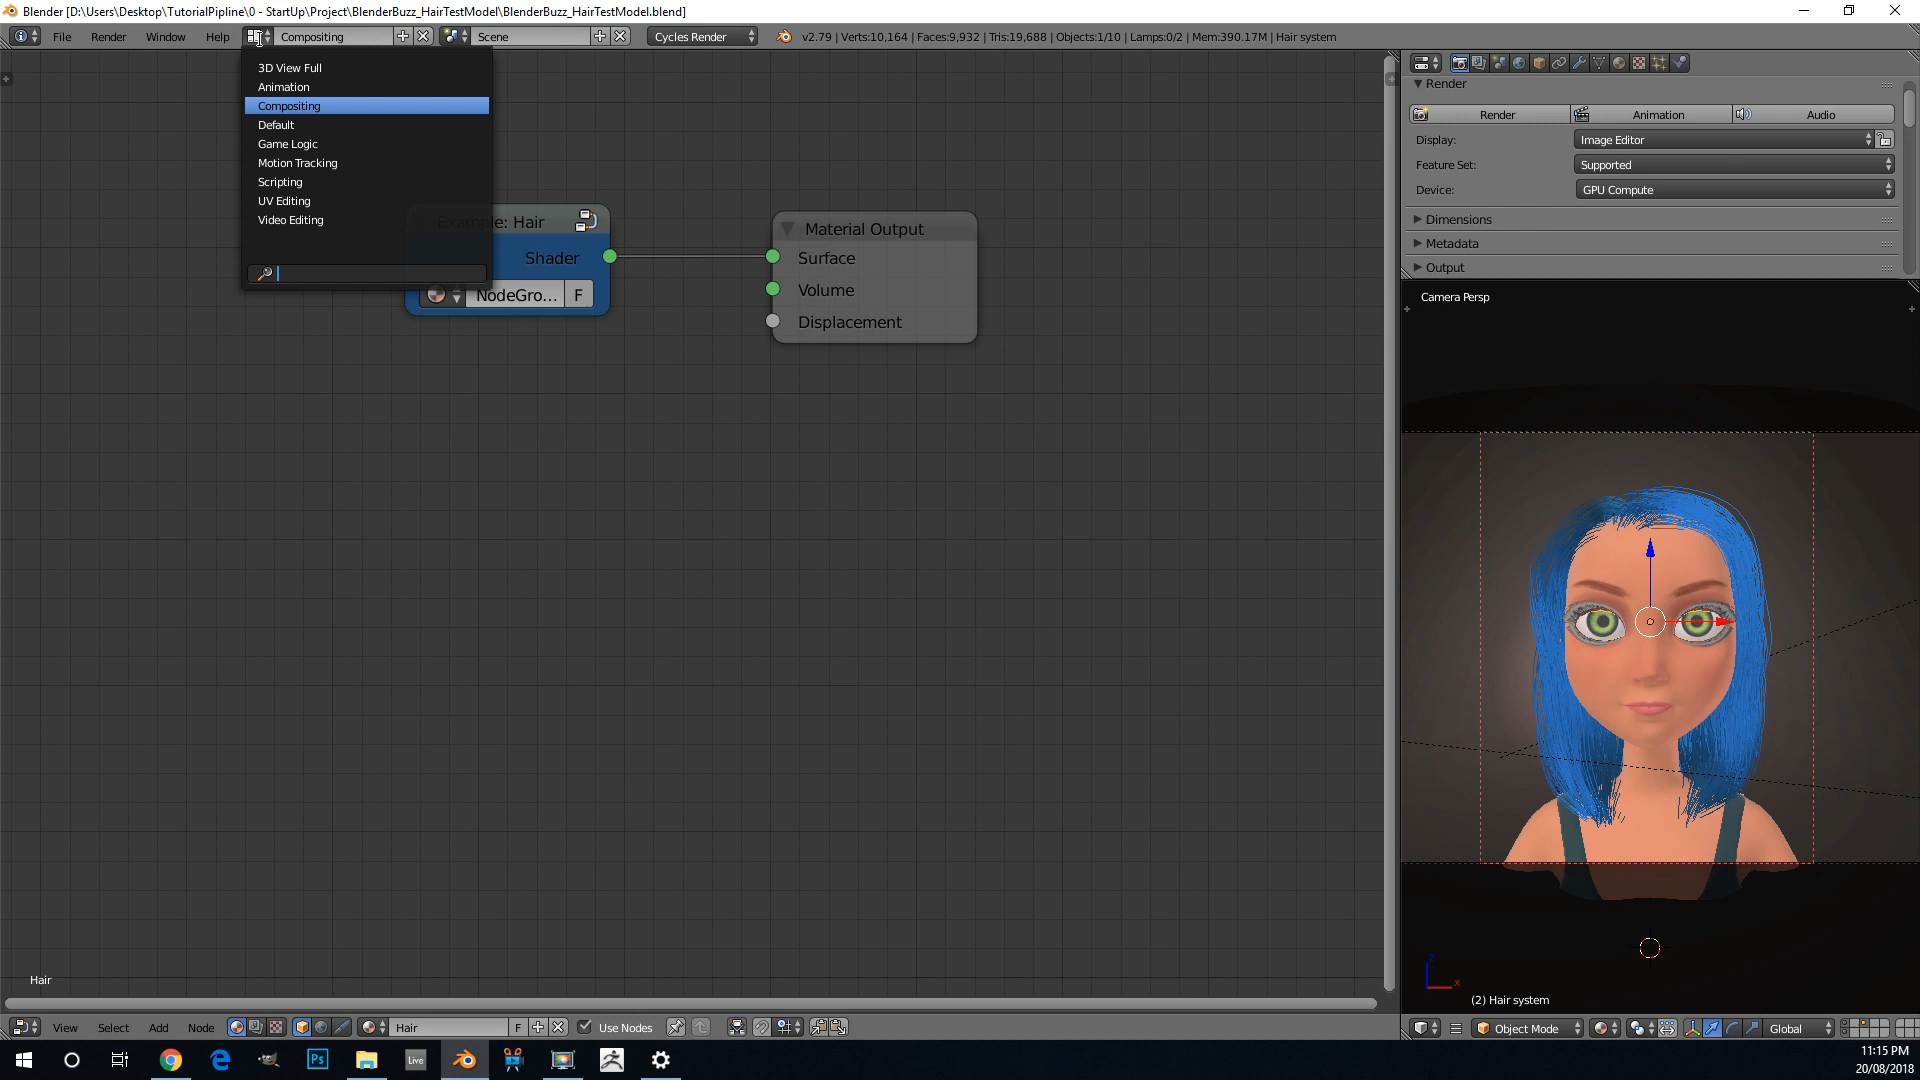 Blender [D:\Users\Desktop\TutorialPipline\0 - StartUp\Project\BlenderBuzz_HairTestModel\BlenderBuzz_HairTestModel.blend]
File Render Window Help Compositing Scene Cycles Render v2.79 | Verts:10,164 | Faces:9,932 | Tris:19,688 | Objects:1/10 | Lamps:0/2 | Mem:390.17M | Hair system
3D View Full
Animation
Compositing
Default
Game Logic
Motion Tracking
Scripting
UV Editing
Video Editing
Example: Hair
Shader
NodeGro... F
Material Output
Surface
Volume
Displacement
Render
Render Animation Audio
Display: Image Editor
Feature Set: Supported
Device: GPU Compute
Dimensions
Metadata
Output
Camera Persp
z
x
(2) Hair system
Hair
View Select Add Node Hair F Use Nodes
Object Mode Global
Ps
Live
11:15 PM
20/08/2018